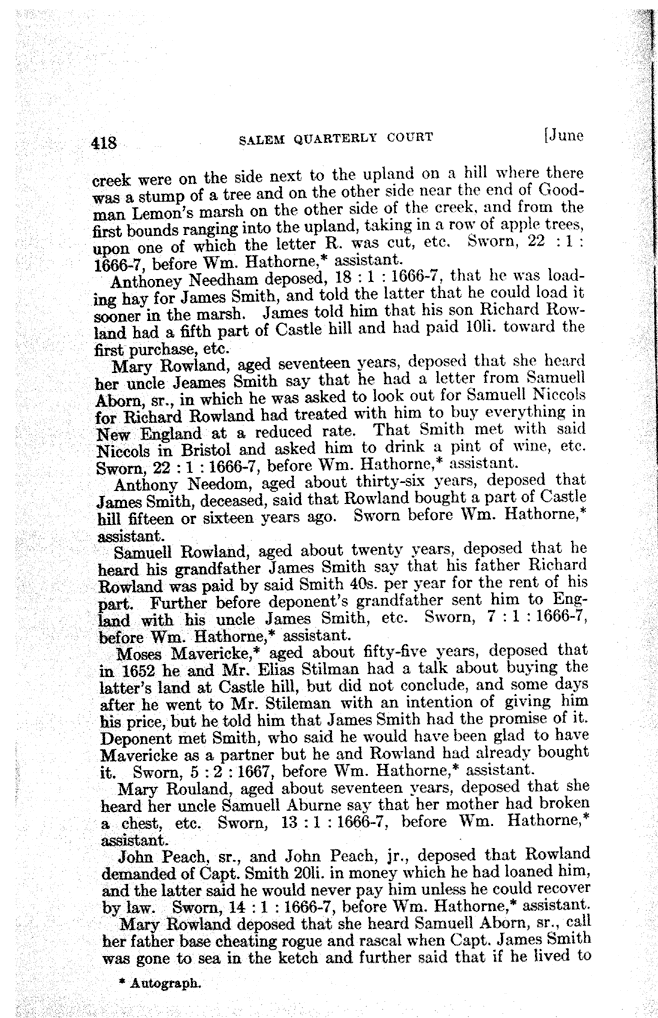 418 SALEM QUARTERLY COURT [June
creek were on the side next to the upland on a hill where there
was a stump of a tree and on the other side near the end of Good-
man Lemon's marsh on the other side of the creek, and from the
first bounds ranging into the upland, taking in a row of apple trees,
upon one of which the letter R. was cut, etc. Sworn, 22 : 1 :
1666-7, before Wm. Hathorne,* assistant.
Anthoney Needham deposed, 18 : 1 : 1666-7, that he was load-
ing hay for James Smith, and told the latter that he could load it
sooner in the marsh. James told him that his son Richard Row-
land had a fifth part of Castle hill and had paid 10li. toward the
first purchase, etc.
Mary Rowland, aged seventeen years, deposed that she heard
her uncle Jeames Smith say that he had a letter from Samuell
Aborn, sr., in which he was asked to look out for Samuell Niccols
for Richard Rowland had treated with him to buy everything in
New England at a reduced rate. That Smith met with said
Niccols in Bristol and asked him to drink a pint of wine, etc.
Sworn, 22 : 1 : 1666-7, before Wm. Hathorne,* assistant.
Anthony Needom, aged about thirty-six years, deposed that
James Smith, deceased, said that Rowland bought a part of Castle
hill fifteen or sixteen years ago. Sworn before Wm. Hathorne,*
assistant.
Samuell Rowland, aged about twenty years, deposed that he
heard his grandfather James Smith say that his father Richard
Rowland was paid by said Smith 40s. per year for the rent of his
part. Further before deponent's grandfather sent him to Eng-
land with his uncle James Smith, etc. Sworn, 7 : 1 : 1666-7,
before Wm. Hathorne,* assistant.
Moses Mavericke,* aged about fifty-five years, deposed that
in 1652 he and Mr. Elias Stilman had a talk about buying the
latter's land at Castle hill, but did not conclude, and some days
after he went to Mr. Stileman with an intention of giving him
his price, but he told him that James Smith had the promise of it.
Deponent met Smith, who said he would have been glad to have
Mavericke as a partner but he and Rowland had already bought
it. Sworn, 5 : 2 : 1667, before Wm. Hathorne,* assistant.
Mary Rouland, aged about seventeen years, deposed that she
heard her uncle Samuell Aburne say that her mother had broken
a chest, etc. Sworn, 13 : 1 : 1666-7, before Wm. Hathorne,*
assistant.
John Peach, sr., and John Peach, jr., deposed that Rowland
demanded of Capt. Smith 20li. in money which he had loaned him,
and the latter said he would never pay him unless he could recover
by law. Sworn, 14 : 1 : 1666-7, before Wm. Hathorne,* assistant.
Mary Rowland deposed that she heard Samuell Aborn, sr., call
her father base cheating rogue and rascal when Capt. James Smith
was gone to sea in the ketch and further said that if he lived to
* Autograph.